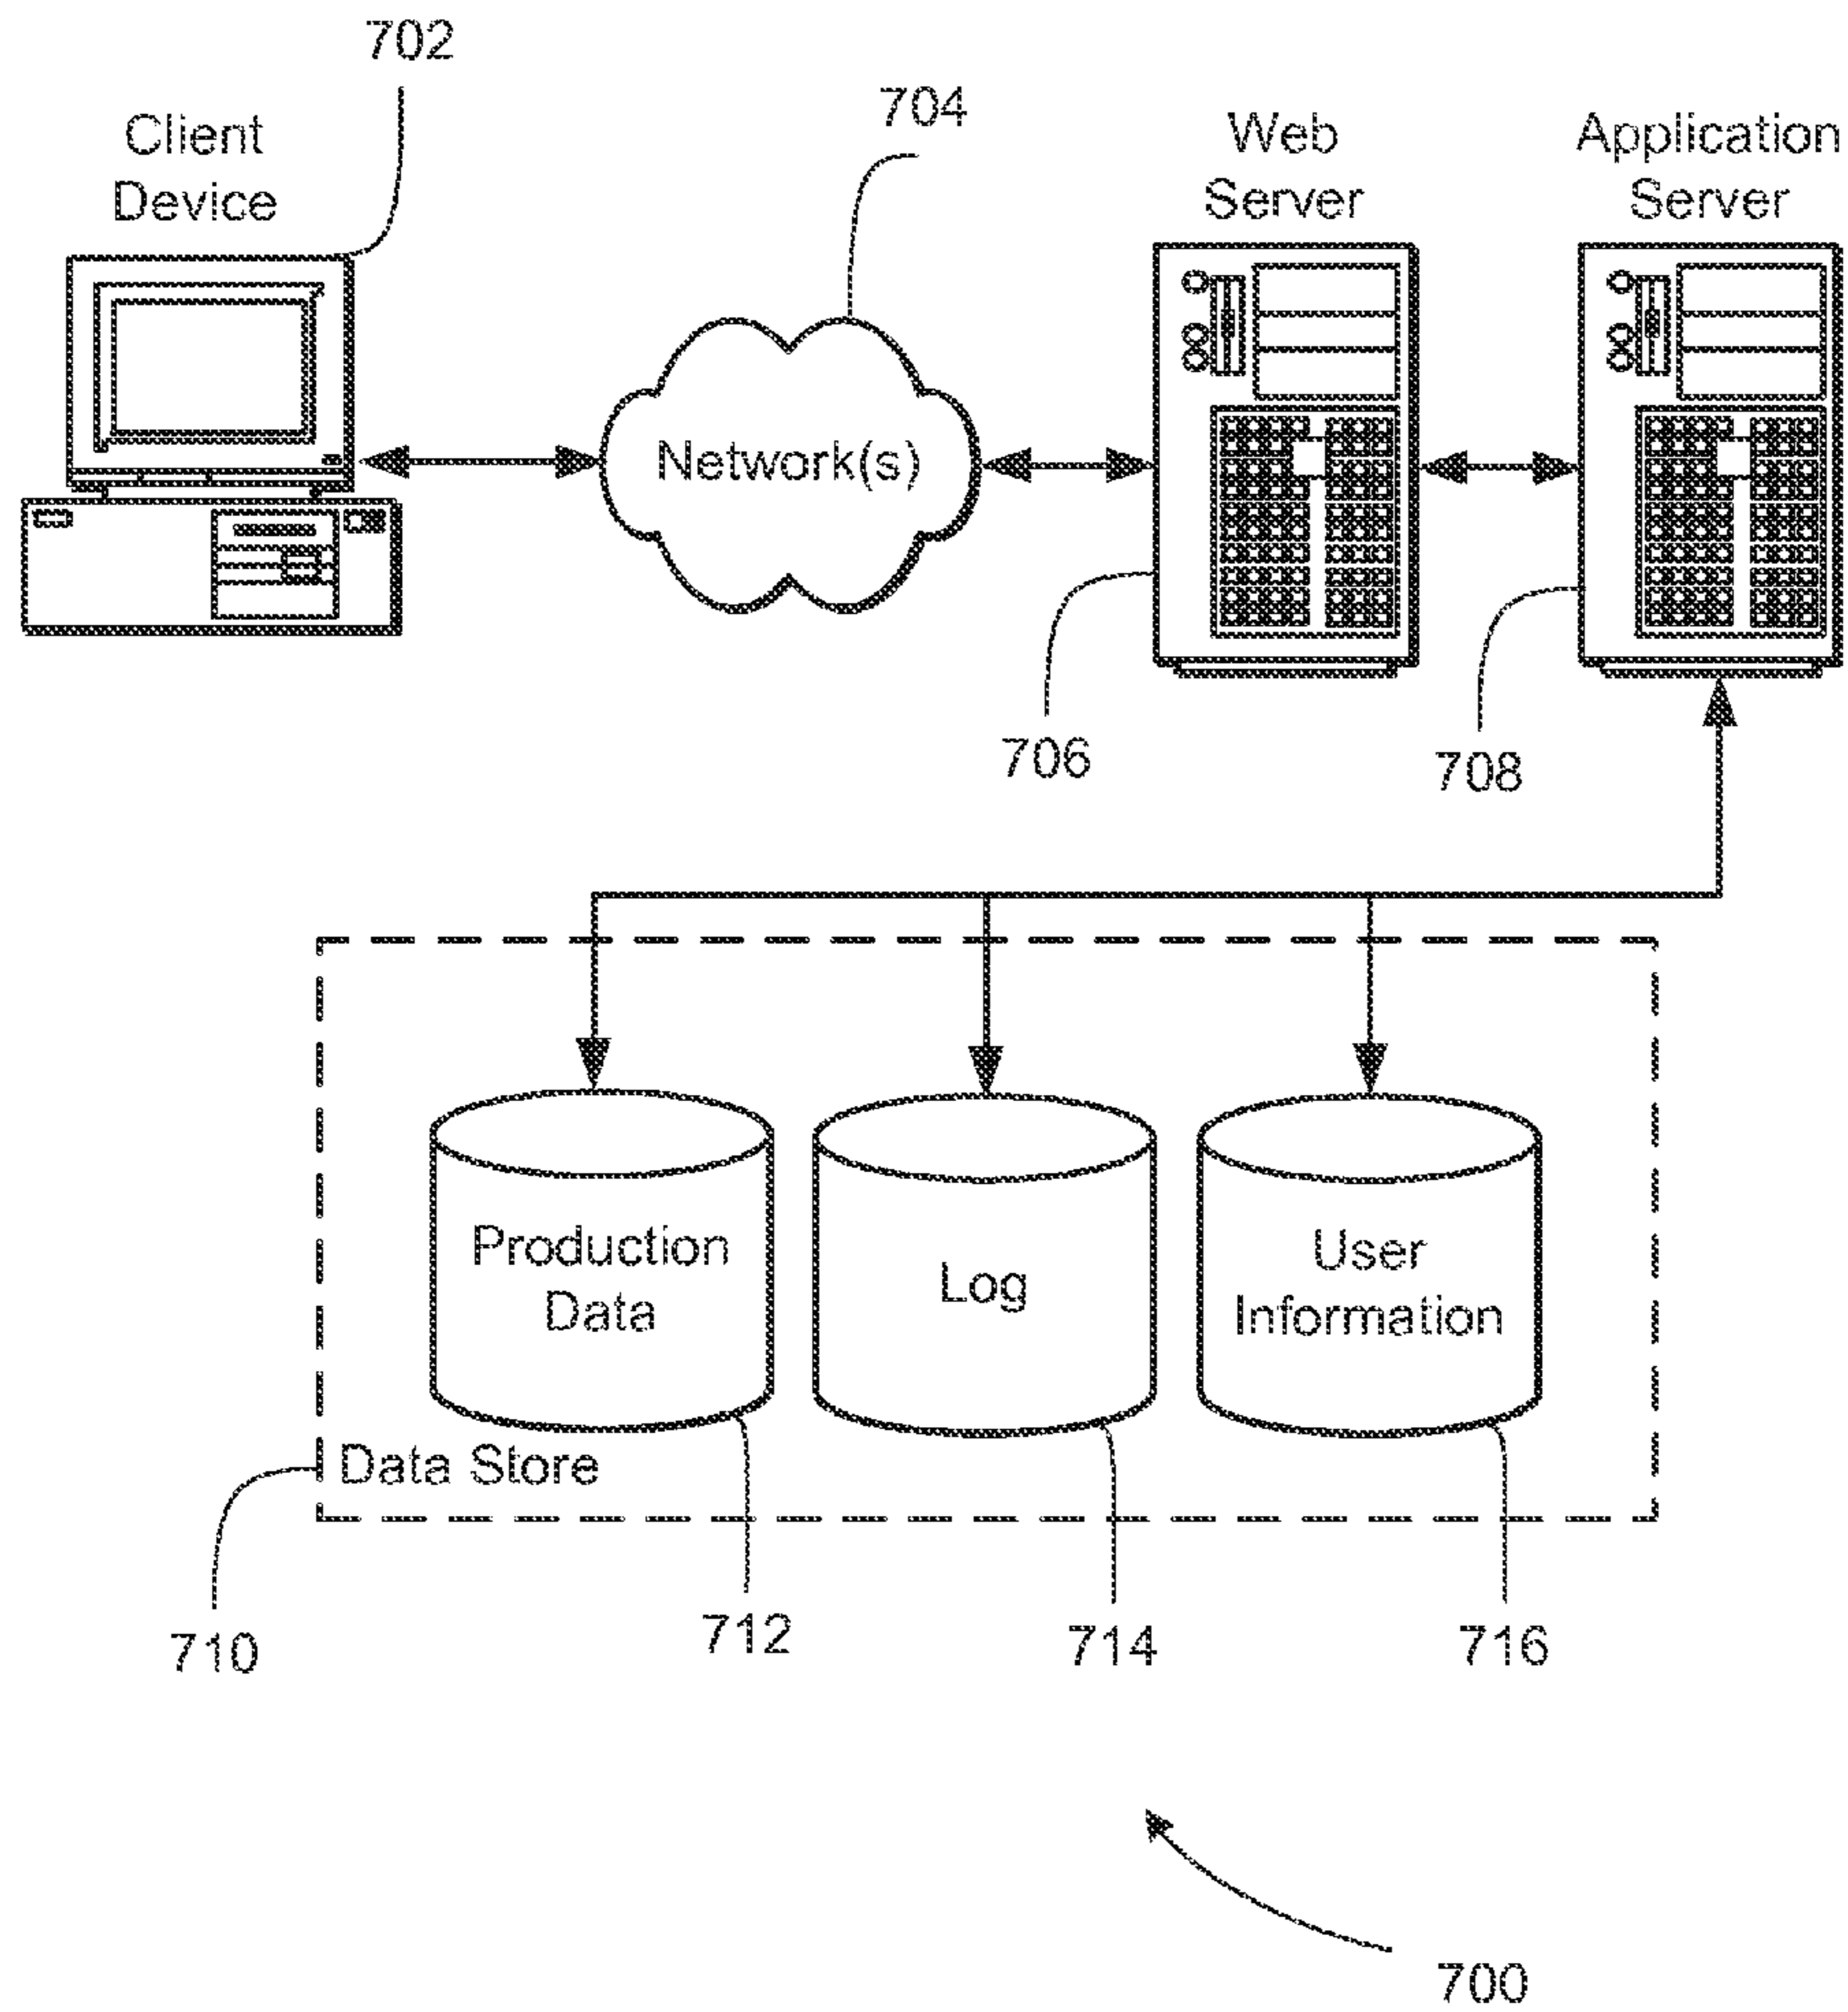 702
704
Client
Device
Web
Server
Application
Server
Network(s)
706
708
Production
Data
Log
User
Information
Data Store
710
712
714
716
700